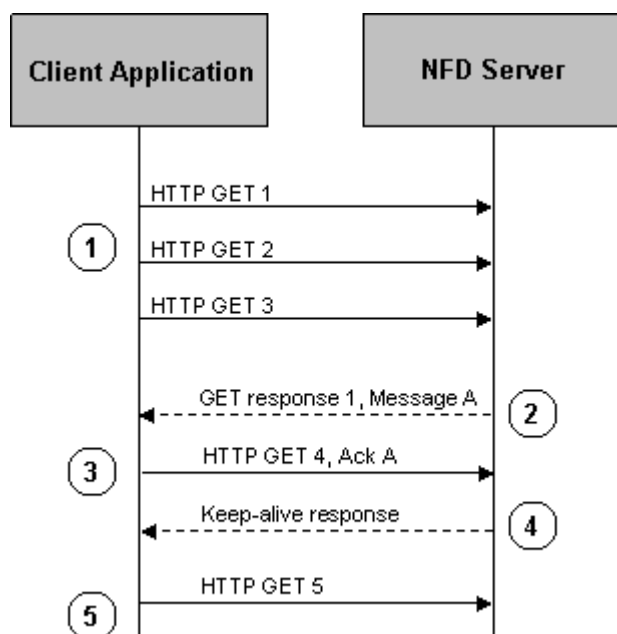 Client Application
NFD Server
HTTP GET 1
1
HTTP GET 2
HTTP GET 3
GET response 1, Message A
2
HTTP GET 4, Ack A
3
Keep-alive response
4
HTTP GET 5
5